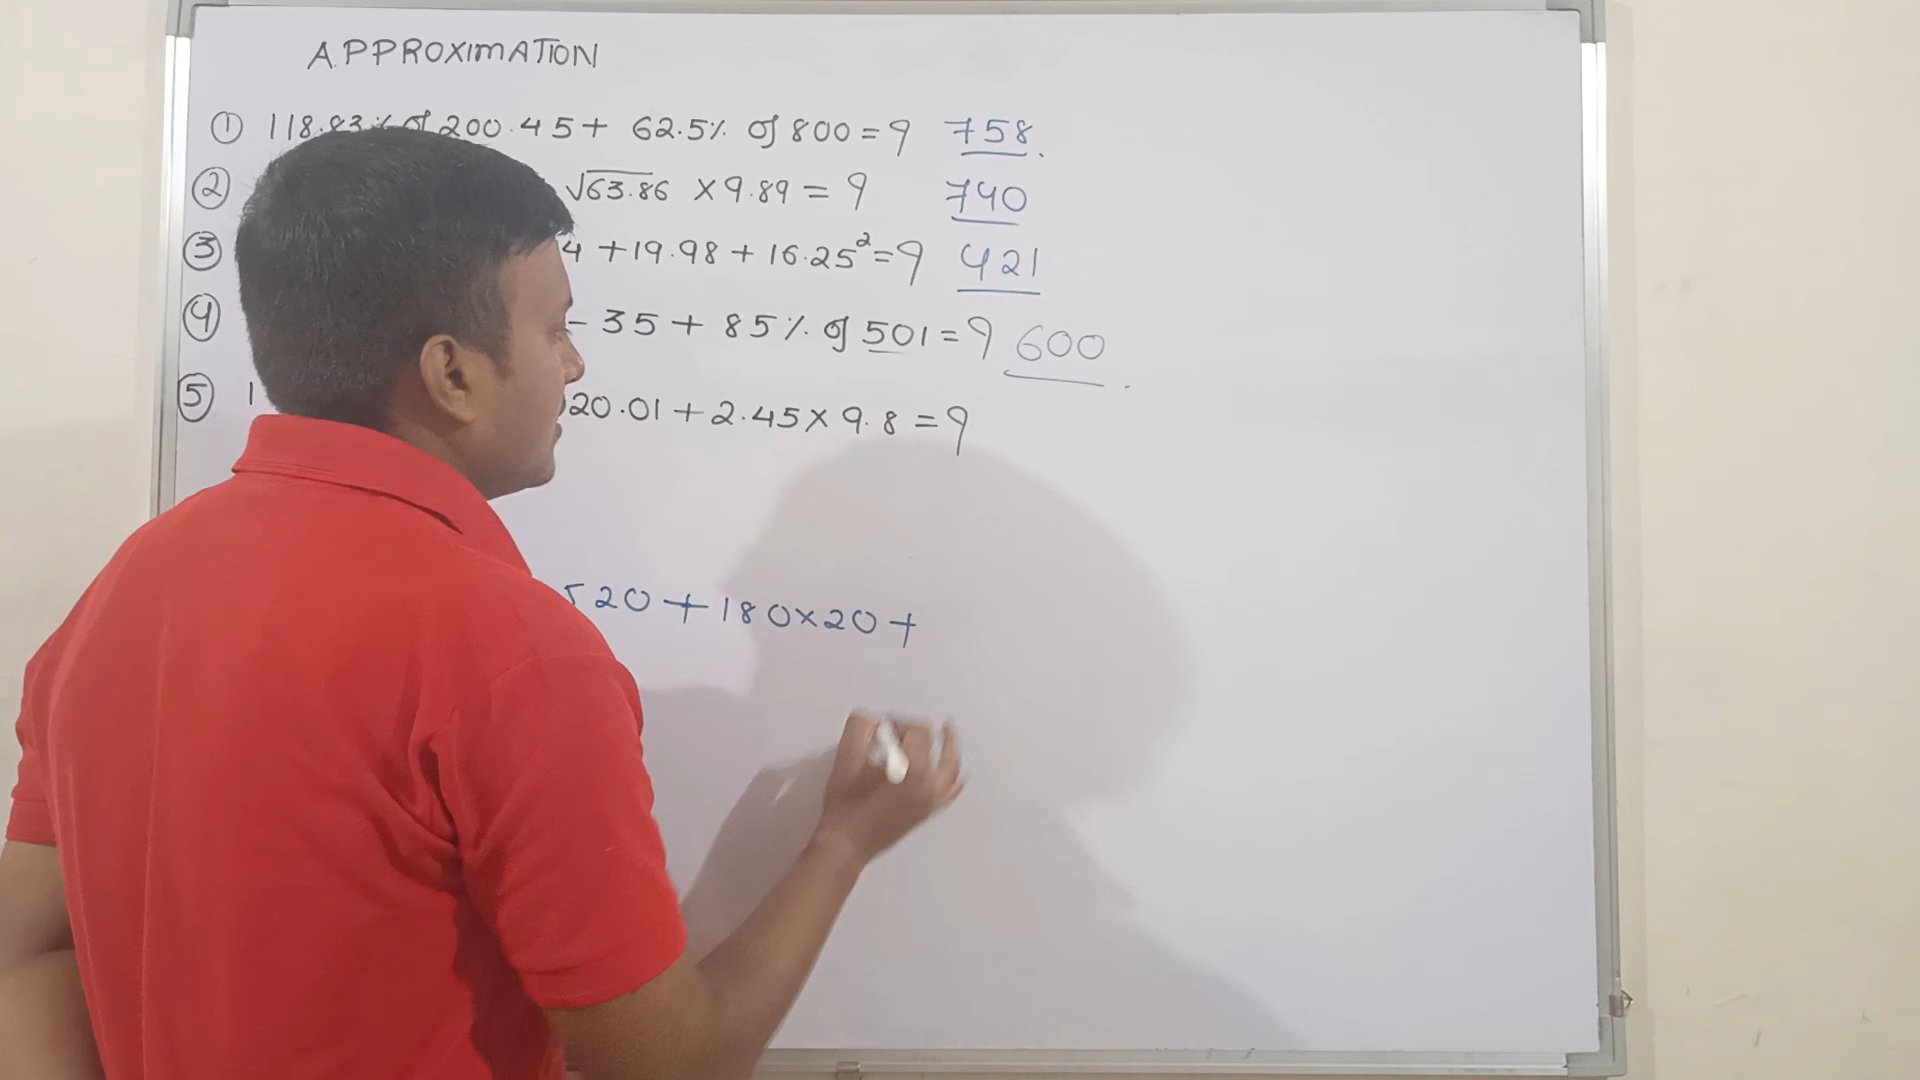 APPROXIMATION
① 118.83% of 200.45 + 62.5% of 800 = ? 758.
② √63.86 × 9.89 = ? 740
③ 4 + 19.98 + 16.25² = ? 421
④ - 35 + 85% of 501 = ? 600.
⑤ 1 20.01 + 2.45 × 9.8 = ?
520 + 180×20 +